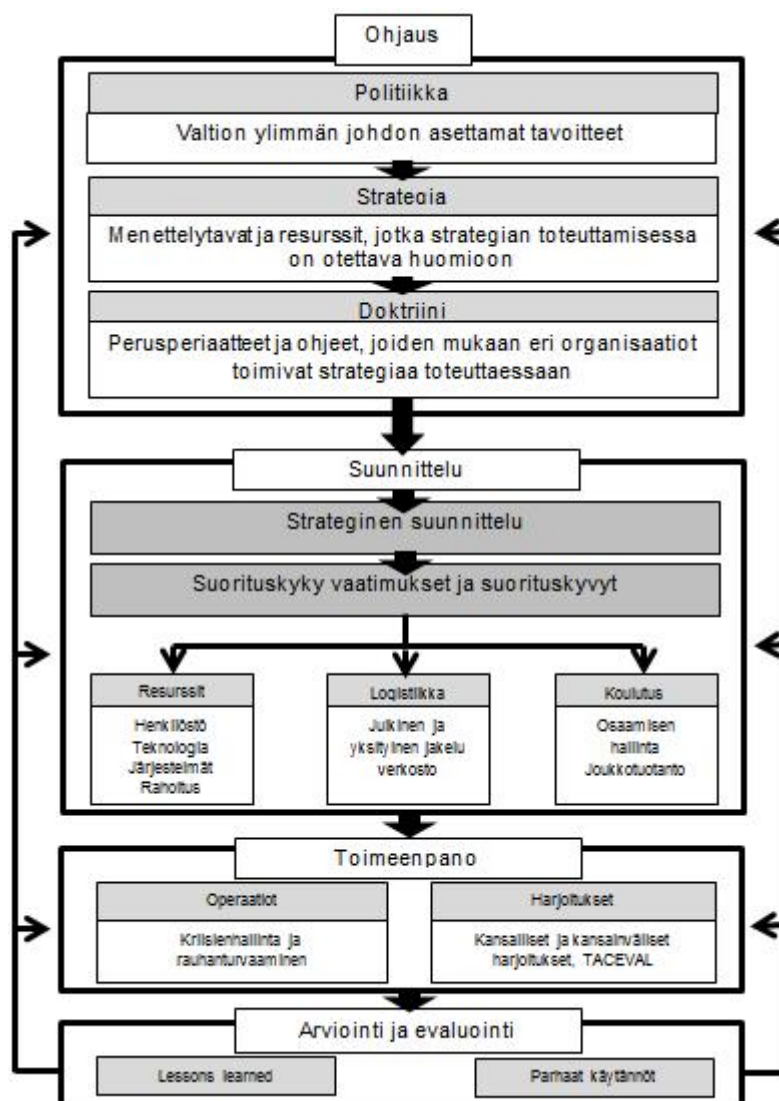 Ohjaus
Politiikka
Valtion ylimmän johdon asettamat tavoitteet
Strategia
Menettelytavat ja resurssit, jotka strategian toteuttamisessa
on otettava huomioon
Doktriini
Perusperiaatteet ja ohjeet, joiden mukaan eri organisaatiot
toimivat strategiaa toteuttaessaan
Suunnittelu
Strateginen suunnittelu
Suorituskyky vaatimukset ja suorituskyvyt
Resurssit
Henkilöstö
Teknologia
Järjestelmät
Rahoitus
Logistiikka
Julkinen ja
yksityinen jakelu
verkosto
Koulutus
Osaamisen
hallinta
Joukkotuotanto
Toimeenpano
Operaatiot
Kriisienhallinta ja
rauhanturvaaminen
Harjoitukset
Kansalliset ja kansainväliset
harjoitukset, TACEVAL
Arviointi ja evaluointi
Lessons learned
Parhaat käytännöt